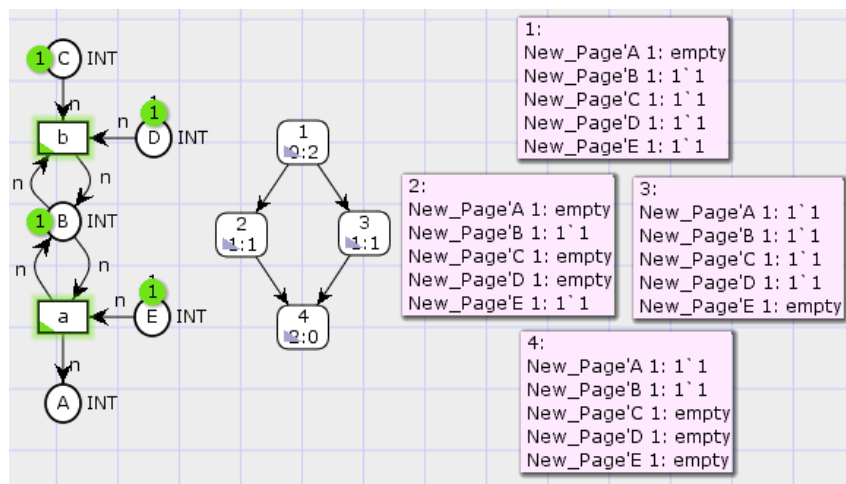 1 C INT
n
b
n
1
1
D INT
n
n
1 B INT
n
n
a
n
1
1
E INT
n
A INT
1
0:2
2
1:1
3
1:1
4
2:0
1:
New_Page'A 1: empty
New_Page'B 1: 1`1
New_Page'C 1: 1`1
New_Page'D 1: 1`1
New_Page'E 1: 1`1
2:
New_Page'A 1: empty
New_Page'B 1: 1`1
New_Page'C 1: empty
New_Page'D 1: empty
New_Page'E 1: 1`1
3:
New_Page'A 1: 1`1
New_Page'B 1: 1`1
New_Page'C 1: 1`1
New_Page'D 1: 1`1
New_Page'E 1: empty
4:
New_Page'A 1: 1`1
New_Page'B 1: 1`1
New_Page'C 1: empty
New_Page'D 1: empty
New_Page'E 1: empty